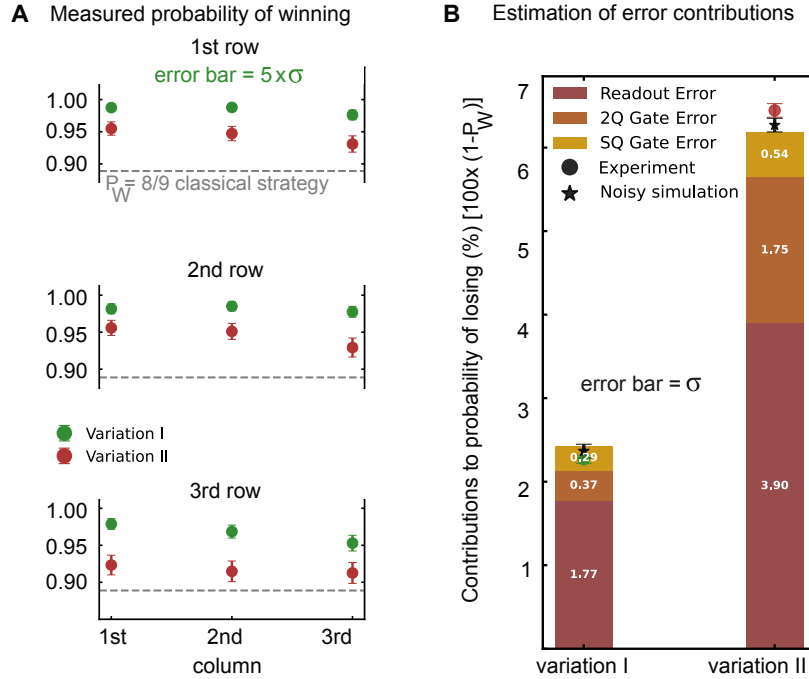 A Measured probability of winning
1st row
error bar = 5 x σ
1.00
0.95
0.90
P_W = 8/9 classical strategy
2nd row
1.00
0.95
0.90
Variation I
Variation II
3rd row
1.00
0.95
0.90
1st 2nd 3rd
column
B Estimation of error contributions
Contributions to probability of losing (%) [100x (1-P_W)]
7
6
5
4
3
2
1
Readout Error
2Q Gate Error
SQ Gate Error
Experiment
Noisy simulation
error bar = σ
0.54
1.75
3.90
0.29
0.37
1.77
variation I variation II